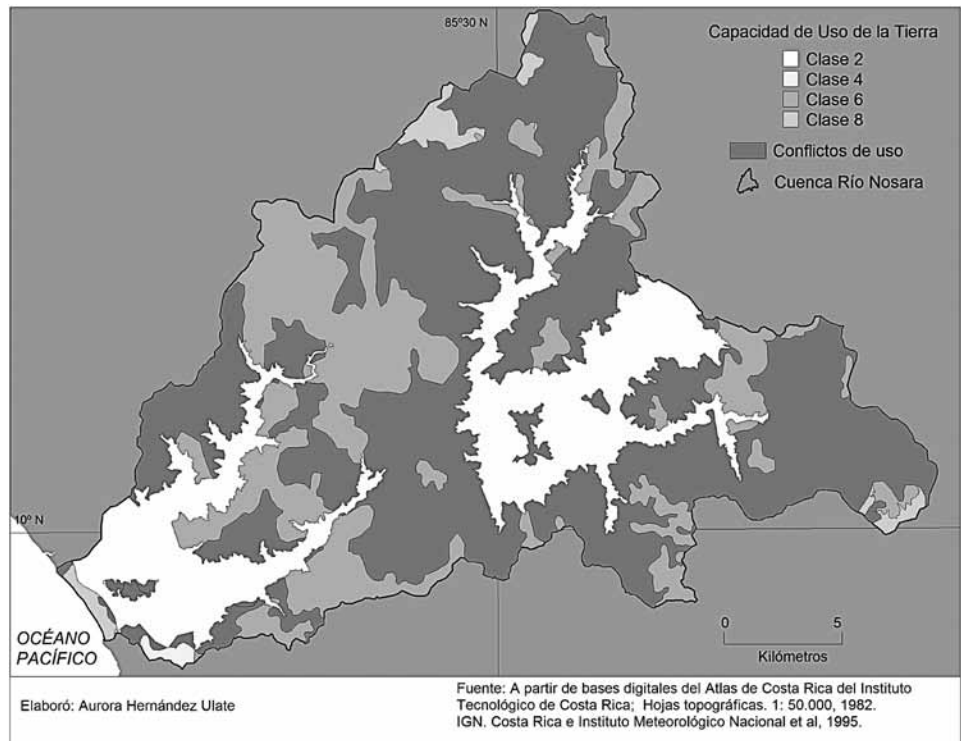 85º30 N
Capacidad de Uso de la Tierra
Clase 2
Clase 4
Clase 6
Clase 8
Conflictos de uso
Cuenca Río Nosara
10º N
OCÉANO
PACÍFICO
0 5
Kilómetros
Elaboró: Aurora Hernández Ulate
Fuente: A partir de bases digitales del Atlas de Costa Rica del Instituto
Tecnológico de Costa Rica; Hojas topográficas. 1: 50.000, 1982.
IGN. Costa Rica e Instituto Meteorológico Nacional et al, 1995.